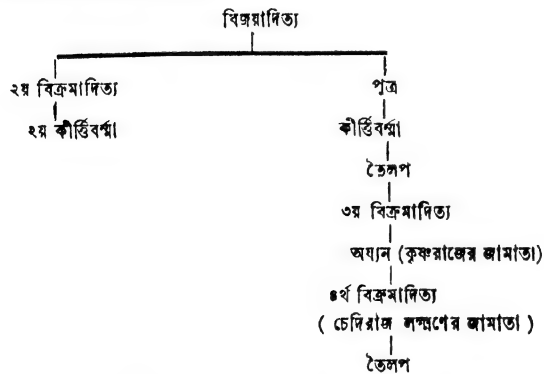 বিজয়াদিত্য
২য় বিক্রমাদিত্য পুত্র
২য় কীর্ত্তিবর্ম্মা কীর্ত্তিবর্ম্মা
তৈলপ
৩য় বিক্রমাদিত্য
অয্যন (কৃষ্ণরাজের জামাতা)
৪র্থ বিক্রমাদিত্য
( চেদিরাজ লক্ষ্মণের জামাতা )
তৈলপ